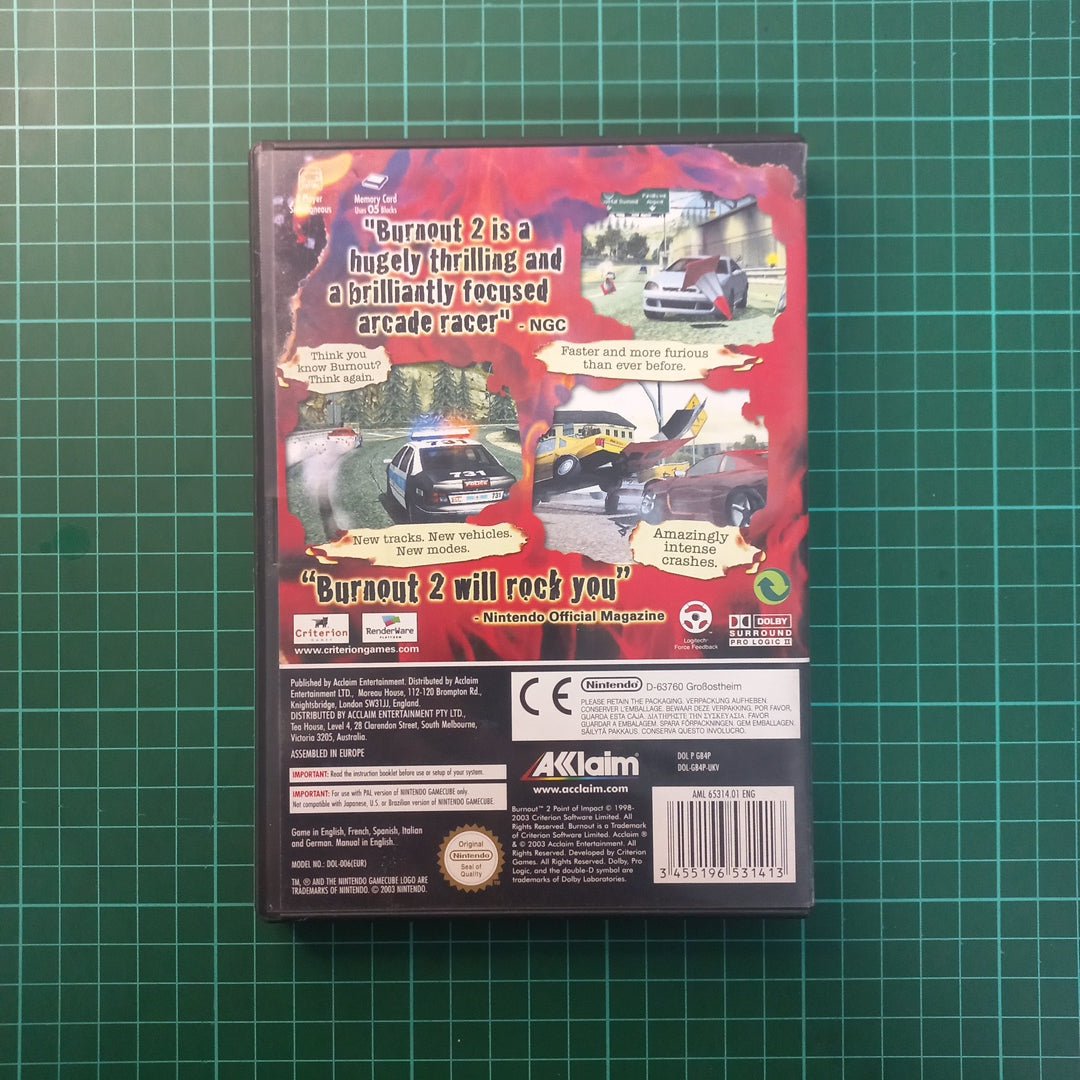 Player
Simultaneous
Memory Card
Uses 05 Blocks
"Burnout 2 is a
hugely thrilling and
a brilliantly focused
arcade racer" - NGC
Think you
know Burnout?
Think again.
Faster and more furious
than ever before.
731
POLICE
731
731
New tracks. New vehicles.
New modes.
Amazingly
intense
crashes.
"Burnout 2 will rock you"
- Nintendo Official Magazine
Criterion
GAMES
RenderWare
PLATFORM
www.criteriongames.com
Logitech™
Force Feedback
DOLBY
SURROUND
PRO LOGIC II
Published by Acclaim Entertainment. Distributed by Acclaim
Entertainment LTD., Moreau House, 112-120 Brompton Rd.,
Knightsbridge, London SW31JJ, England.
DISTRIBUTED BY ACCLAIM ENTERTAINMENT PTY LTD.,
Tea House, Level 4, 28 Clarendon Street, South Melbourne,
Victoria 3205, Australia.
ASSEMBLED IN EUROPE
IMPORTANT: Read the instruction booklet before use or setup of your system.
IMPORTANT: For use with PAL version of NINTENDO GAMECUBE only.
Not compatible with Japanese, U.S. or Brazilian version of NINTENDO GAMECUBE.
Game in English, French, Spanish, Italian
and German. Manual in English.
MODEL NO.: DOL-006(EUR)
TM, ® AND THE NINTENDO GAMECUBE LOGO ARE
TRADEMARKS OF NINTENDO. © 2003 NINTENDO.
Original
Nintendo
Seal of
Quality
CE
Nintendo D-63760 Großostheim
PLEASE RETAIN THE PACKAGING. VERPACKUNG AUFHEBEN.
CONSERVER L'EMBALLAGE. BEWAAR DEZE VERPAKKING. POR FAVOR,
GUARDA ESTA CAJA. ΔΙΑΤΗΡΗΣΤΕ ΤΗΝ ΣΥΣΚΕΥΑΣΙΑ. FAVOR
GUARDAR A EMBALAGEM. SPARA FÖRPACKNINGEN. GEM EMBALLAGEN.
SÄILYTÄ PAKKAUS. CONSERVA QUESTO INVOLUCRO.
AKKlaim
www.acclaim.com
DOL P GB4P
DOL-GB4P-UKV
Burnout™ 2 Point of Impact © 1998-
2003 Criterion Software Limited. All
Rights Reserved. Burnout is a Trademark
of Criterion Software Limited. Acclaim ®
& © 2003 Acclaim Entertainment. All
Rights Reserved. Developed by Criterion
Games. All Rights Reserved. Dolby, Pro
Logic, and the double-D symbol are
trademarks of Dolby Laboratories.
AML 65314.01 ENG
3 455196 531413